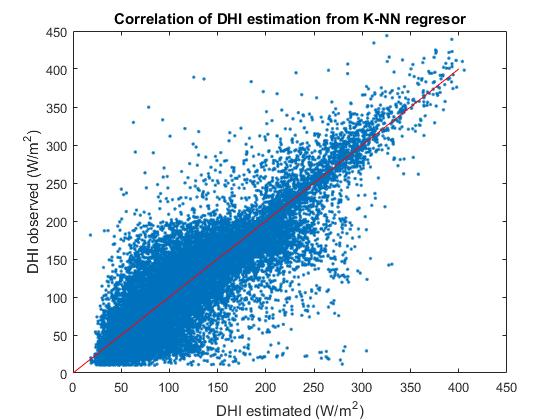 Correlation of DHI estimation from K-NN regresor
450
400
350
300
250
200
150
100
50
0
DHI observed (W/m²)
0 50 100 150 200 250 300 350 400 450
DHI estimated (W/m²)